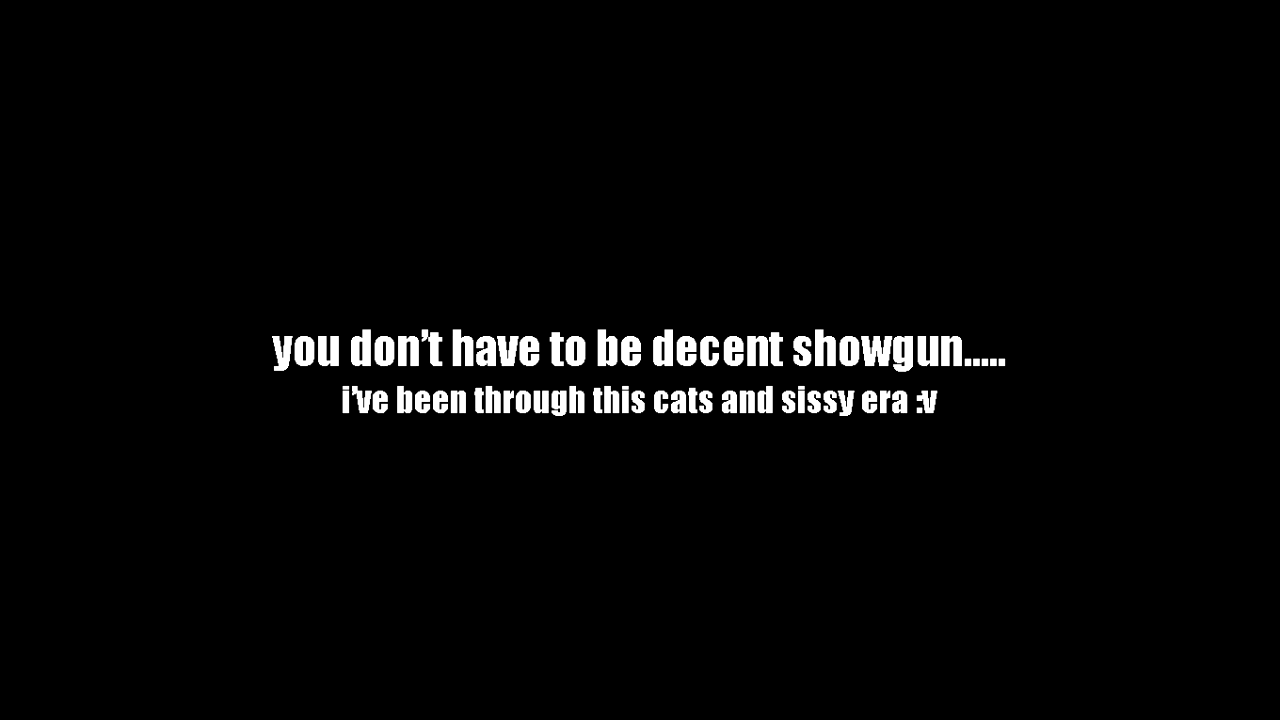 you don’t have to be decent showgun.....
i've been through this cats and sissy era :v